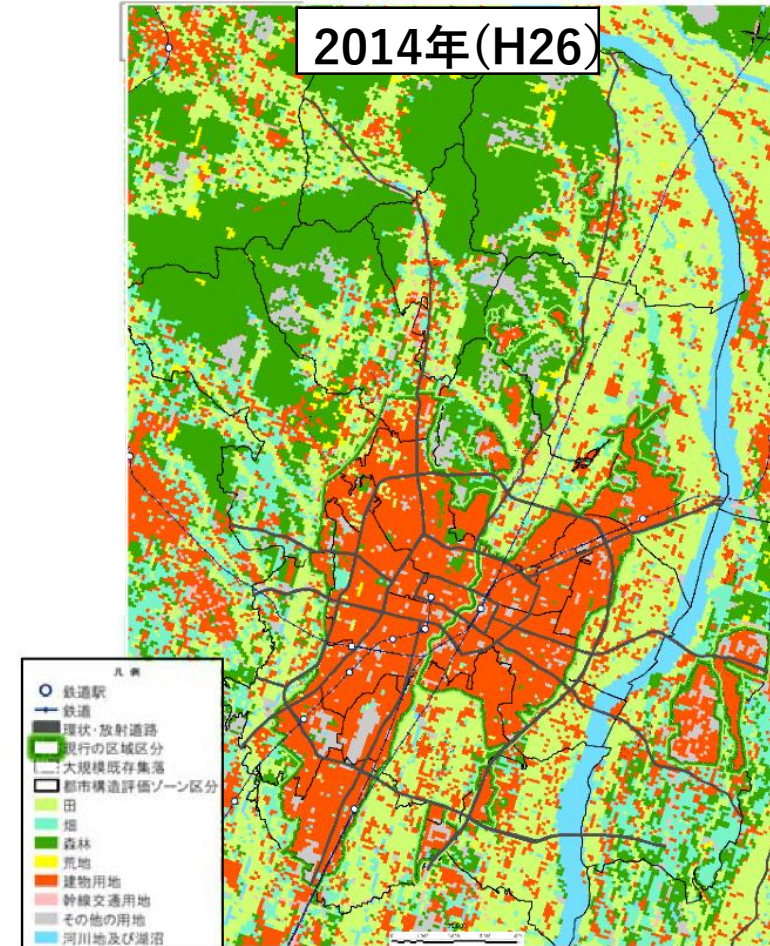 2014年(H26)
凡 例
鉄道駅
鉄道
環状・放射道路
現行の区域区分
大規模既存集落
都市構造評価ゾーン区分
田
畑
森林
荒地
建物用地
幹線交通用地
その他の用地
河川地及び湖沼